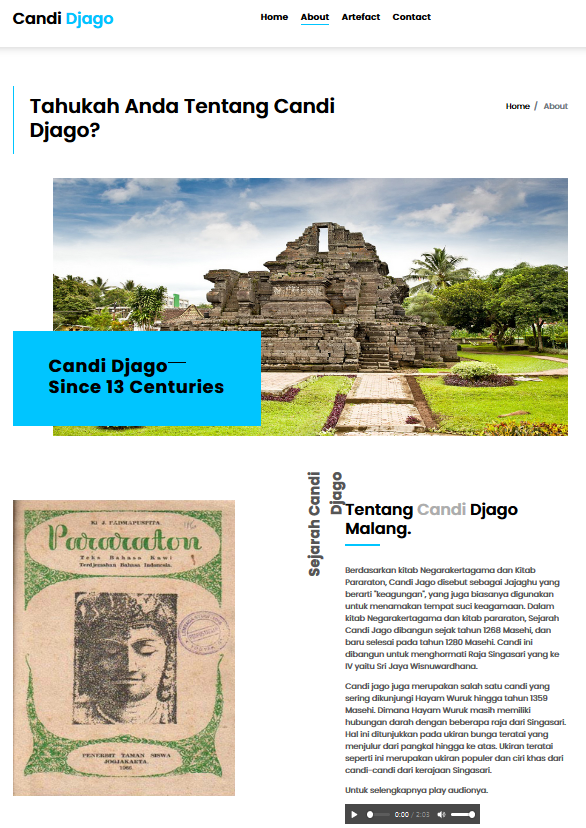 Candi Djago
Home About Artefact Contact
Tahukah Anda Tentang Candi
Djago?
Home / About
Candi Djago
Since 13 Centuries
KI J. PADMAPUSPITA
Pararaton
Teks Bahasa Kawi
Terdjemahan Bahasa Indonesia.
PENERBIT TAMAN SISWA
JOGJAKARTA.
1966
Sejarah Candi
Djago
Tentang Candi Djago
Malang.
Berdasarkan kitab Negarakertagama dan Kitab
Pararaton, Candi Jago disebut sebagai Jajaghu yang
berarti "keagungan", yang juga biasanya digunakan
untuk menamakan tempat suci keagamaan. Dalam
kitab Negarakertagama dan kitab pararaton, Sejarah
Candi Jago dibangun sejak tahun 1268 Masehi, dan
baru selesai pada tahun 1280 Masehi. Candi ini
dibangun untuk menghormati Raja Singasari yang ke
IV yaitu Sri Jaya Wisnuwardhana.
Candi jago juga merupakan salah satu candi yang
sering dikunjungi Hayam Wuruk hingga tahun 1359
Masehi. Dimana Hayam Wuruk masih memiliki
hubungan darah dengan beberapa raja dari Singasari.
Hal ini ditunjukkan pada ukiran bunga teratai yang
menjulur dari pangkal hingga ke atas. Ukiran teratai
seperti ini merupakan ukiran populer dan ciri khas dari
candi-candi dari kerajaan Singasari.
Untuk selengkapnya play audionya.
0:00 / 2:03